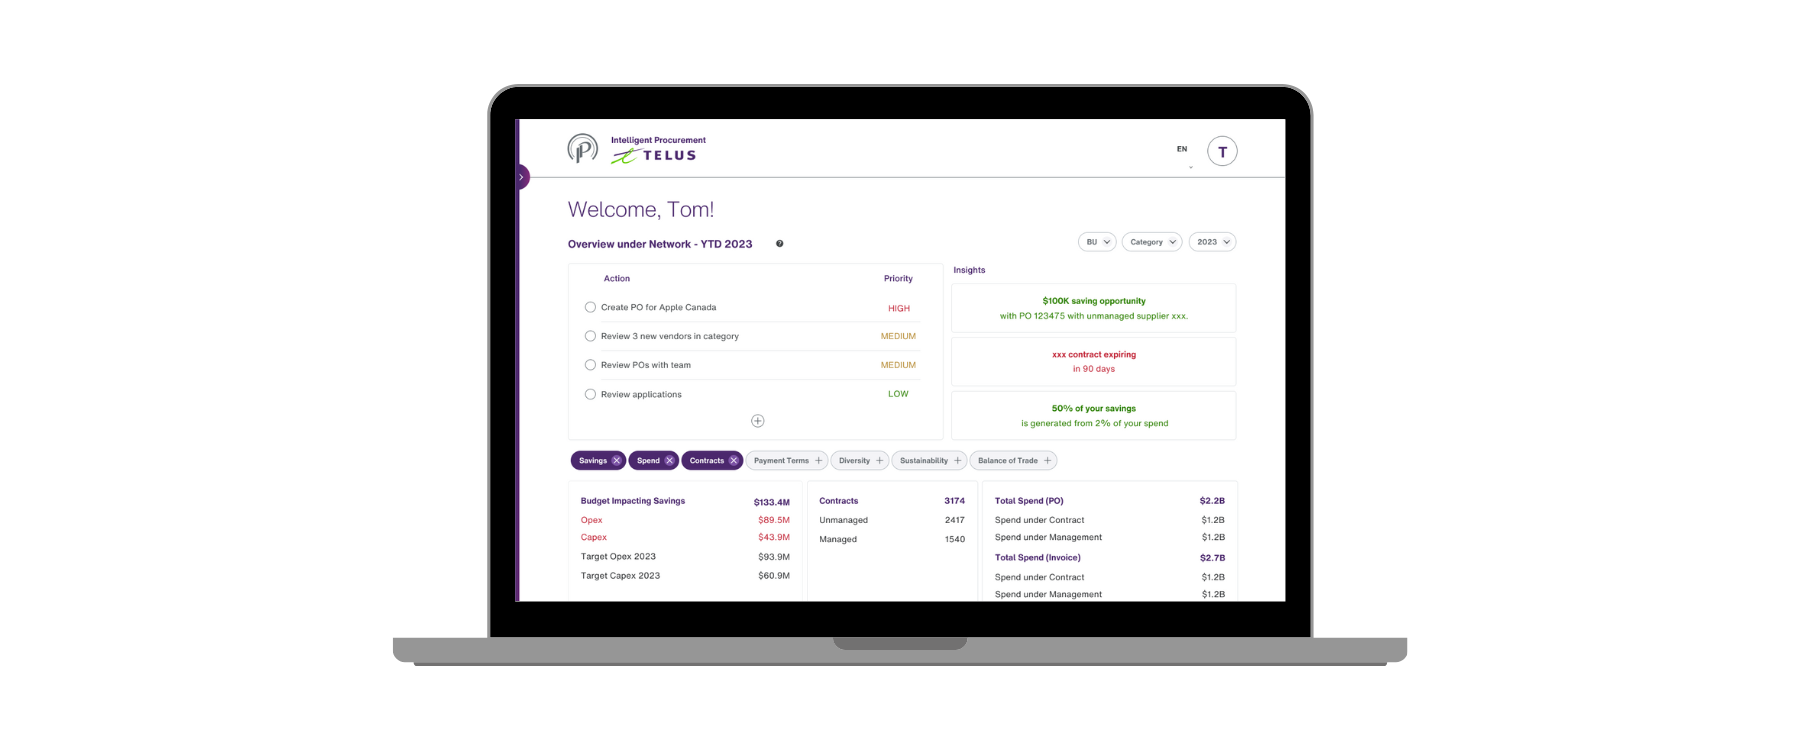 Intelligent Procurement
TELUS
EN
T
Welcome, Tom!
Overview under Network - YTD 2023
?
BU
Category
2023
Action Priority
Create PO for Apple Canada HIGH
Review 3 new vendors in category MEDIUM
Review POs with team MEDIUM
Review applications LOW
Insights
$100K saving opportunity
with PO 123475 with unmanaged supplier xxx.
xxx contract expiring
in 90 days
50% of your savings
is generated from 2% of your spend
Savings Spend Contracts Payment Terms Diversity Sustainability Balance of Trade
Budget Impacting Savings $133.4M
Opex $89.5M
Capex $43.9M
Target Opex 2023 $93.9M
Target Capex 2023 $60.9M
Contracts 3174
Unmanaged 2417
Managed 1540
Total Spend (PO) $2.2B
Spend under Contract $1.2B
Spend under Management $1.2B
Total Spend (Invoice) $2.7B
Spend under Contract $1.2B
Spend under Management $1.2B